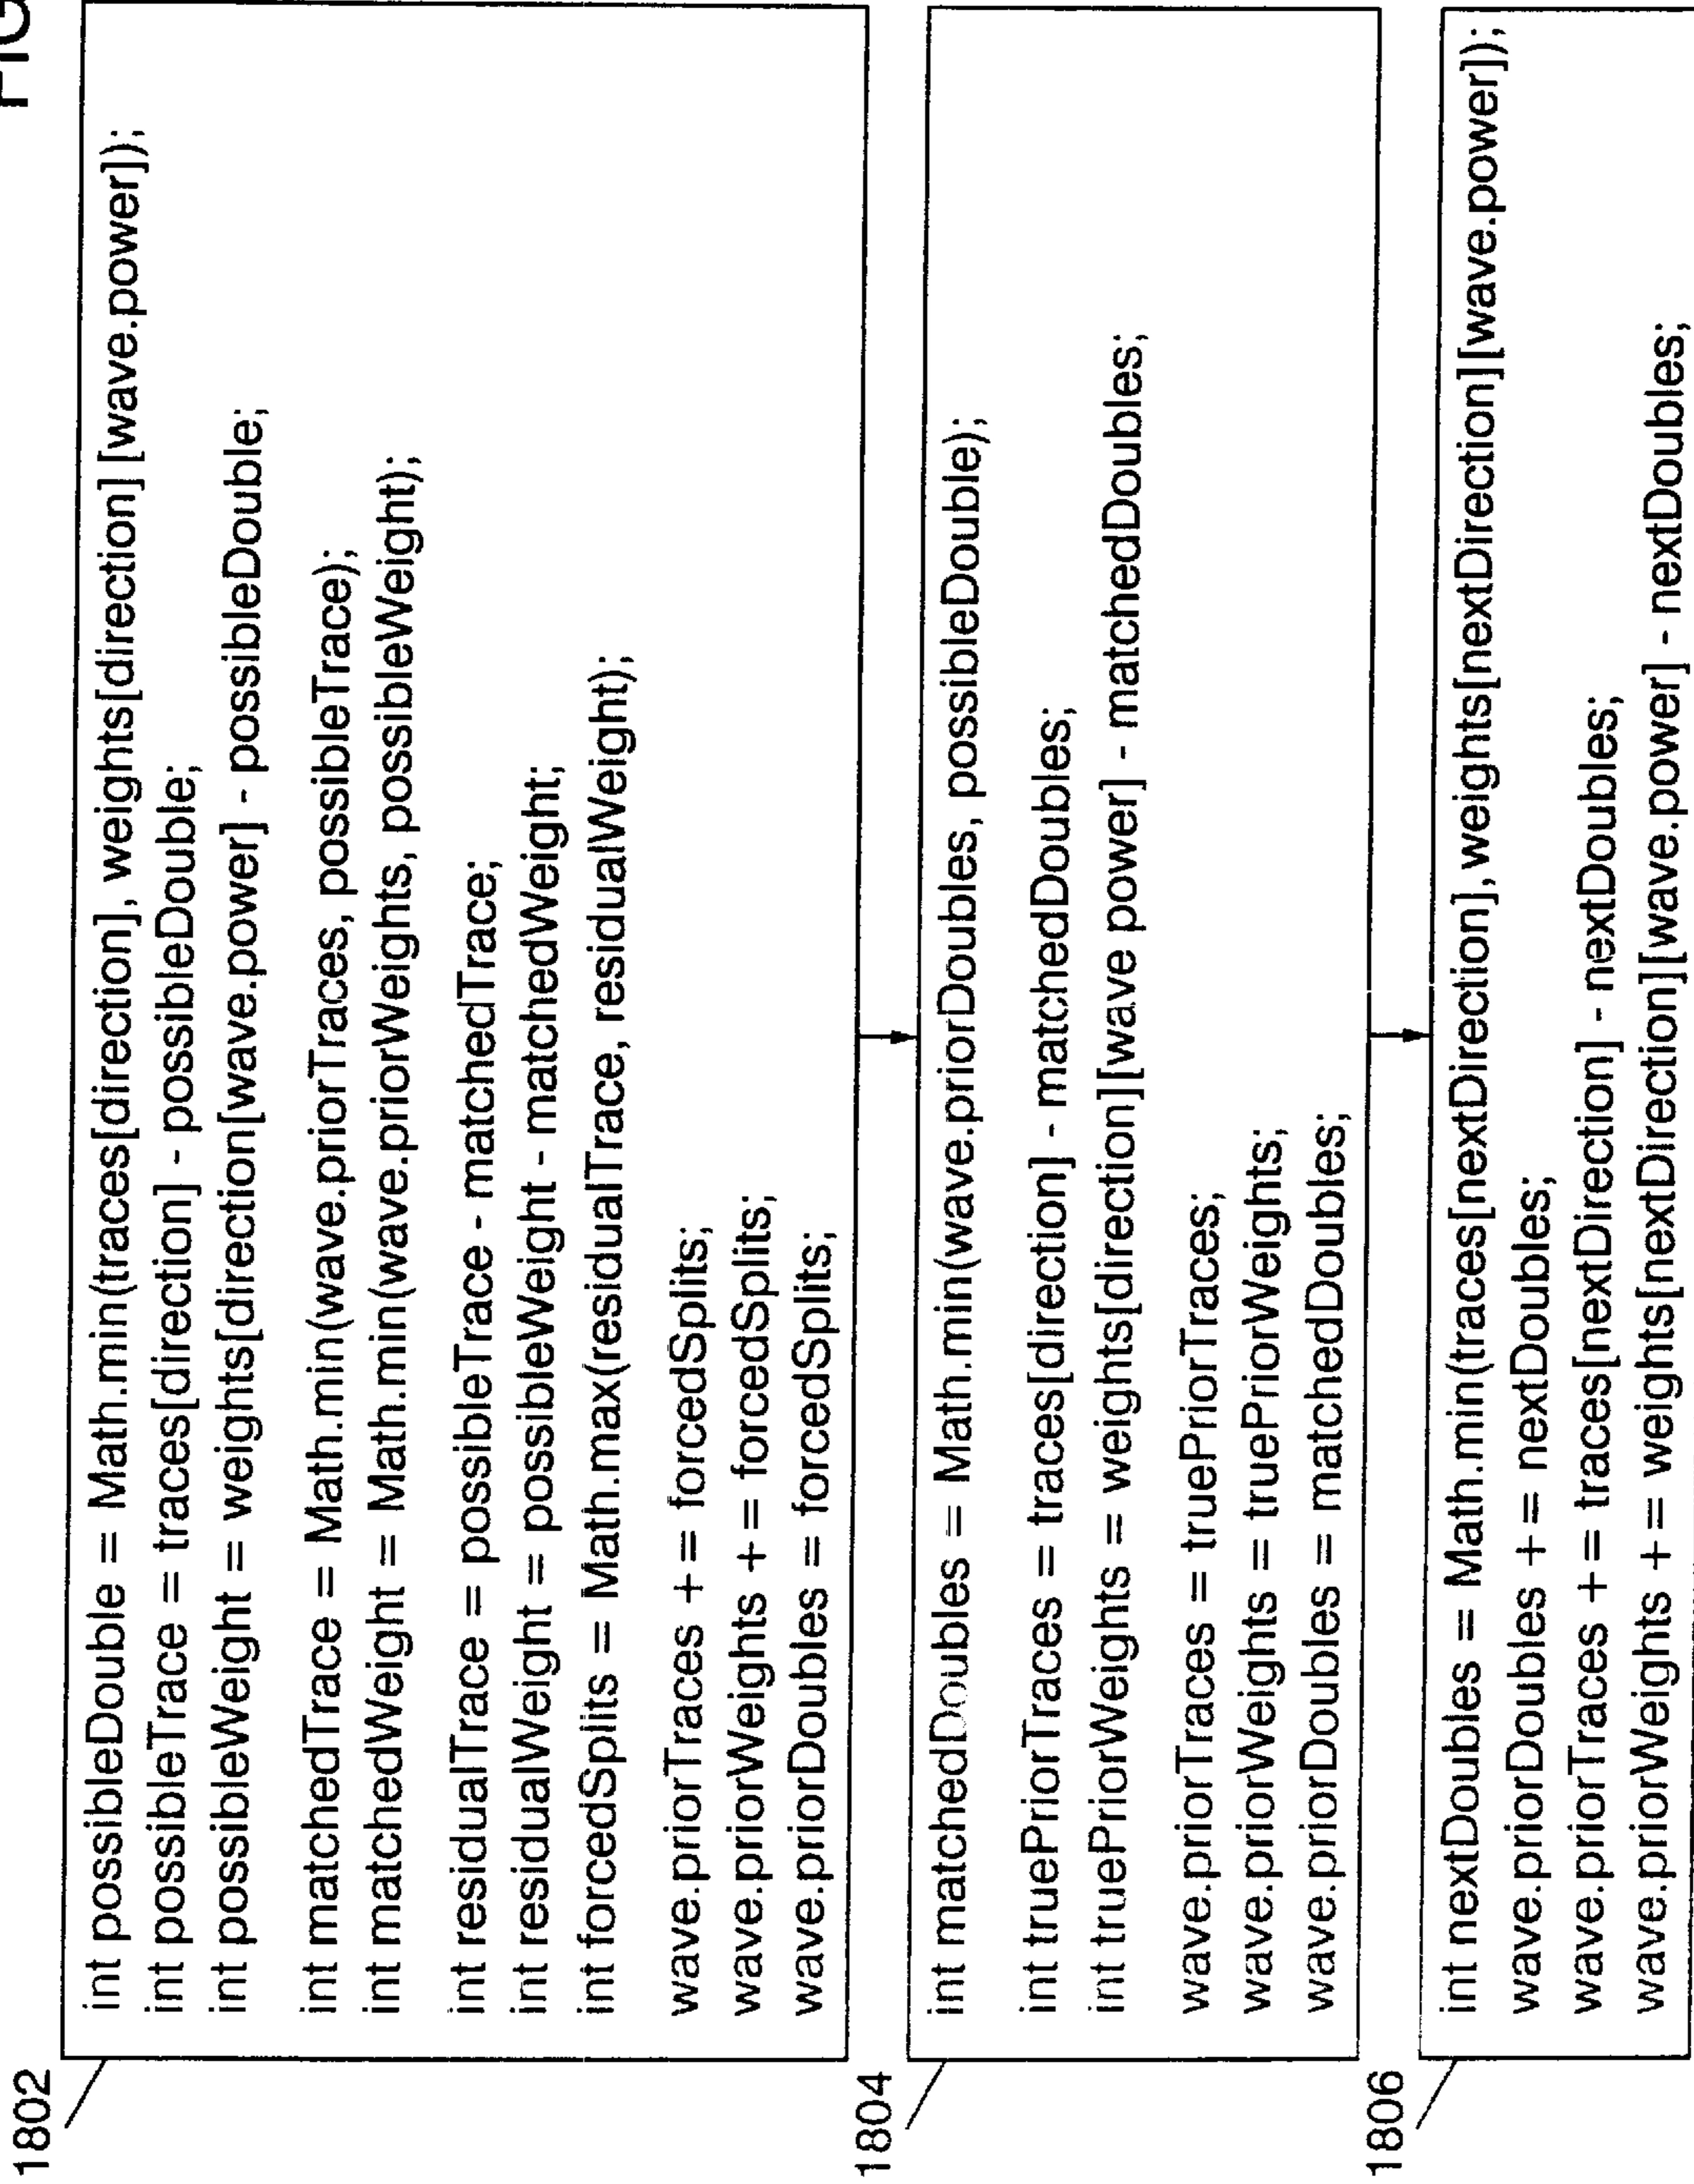 FIG
1802
int possibleDouble = Math.min(traces[direction], weights[direction] [wave.power]);
int possibleTrace = traces[direction] - possibleDouble;
int possibleWeight = weights[direction[wave.power] - possibleDouble;
int matchedTrace = Math.min(wave.priorTraces, possibleTrace);
int matchedWeight = Math.min(wave.priorWeights, possibleWeight);
int residualTrace = possibleTrace - matchedTrace;
int residualWeight = possibleWeight - matchedWeight;
int forcedSplits = Math.max(residualTrace, residualWeight);
wave.priorTraces += forcedSplits;
wave.priorWeights += forcedSplits;
wave.priorDoubles = forcedSplits;
1804
int matchedDoubles = Math.min(wave.priorDoubles, possibleDouble);
int truePriorTraces = traces[direction] - matchedDoubles;
int truePriorWeights = weights[direction][wave power] - matchedDoubles;
wave.priorTraces = truePriorTraces;
wave.priorWeights = truePriorWeights;
wave.priorDoubles = matchedDoubles;
1806
int nextDoubles = Math.min(traces[nextDirection],weights[nextDirection][wave.power]);
wave.priorDoubles += nextDoubles;
wave.priorTraces += traces[nextDirection] - nextDoubles;
wave.priorWeights += weights[nextDirection][wave.power] - nextDoubles;